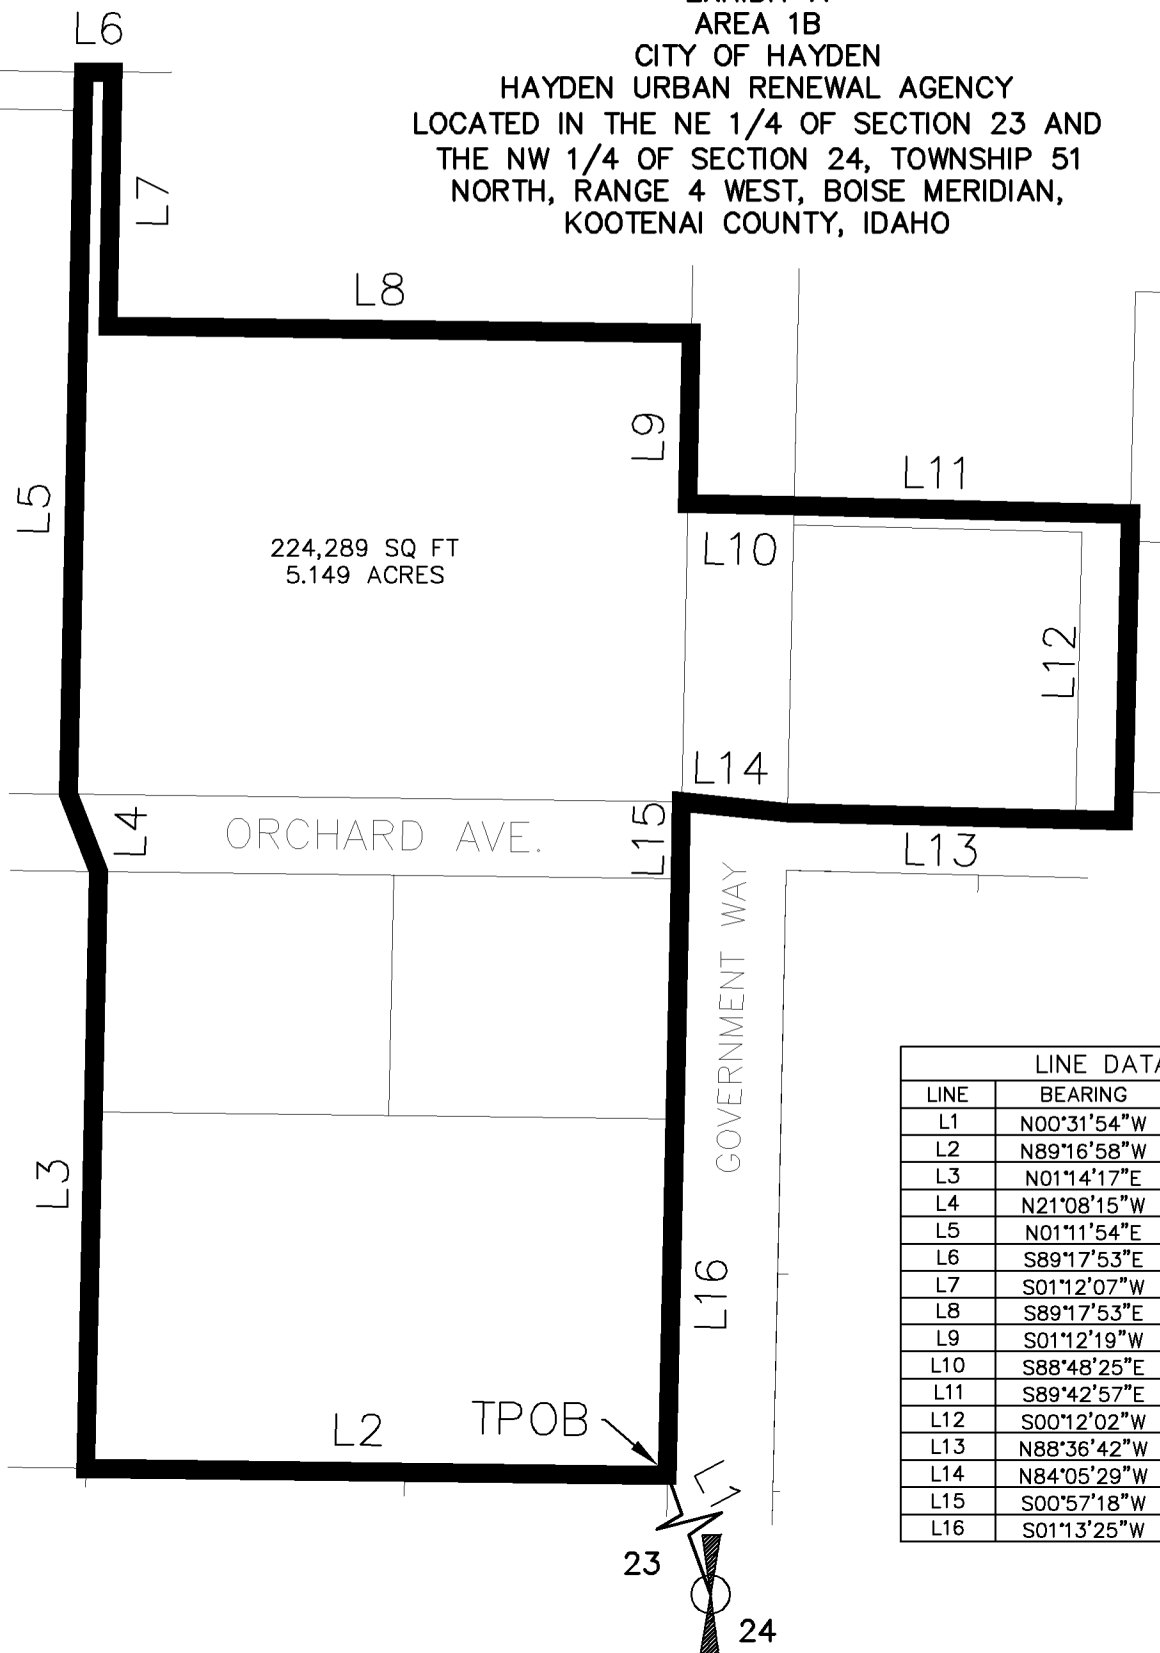 AREA 1B
CITY OF HAYDEN
HAYDEN URBAN RENEWAL AGENCY
LOCATED IN THE NE 1/4 OF SECTION 23 AND
THE NW 1/4 OF SECTION 24, TOWNSHIP 51
NORTH, RANGE 4 WEST, BOISE MERIDIAN,
KOOTENAI COUNTY, IDAHO
L6
L7
L8
L9
L5
L11
L10
224,289 SQ FT
5.149 ACRES
L12
L14
L4
ORCHARD AVE.
L15
L13
GOVERNMENT WAY
L3
L16
L2
TPOB
L1
23
24
LINE DATA
LINE BEARING
L1 N00°31'54"W
L2 N89°16'58"W
L3 N01°14'17"E
L4 N21°08'15"W
L5 N01°11'54"E
L6 S89°17'53"E
L7 S01°12'07"W
L8 S89°17'53"E
L9 S01°12'19"W
L10 S88°48'25"E
L11 S89°42'57"E
L12 S00°12'02"W
L13 N88°36'42"W
L14 N84°05'29"W
L15 S00°57'18"W
L16 S01°13'25"W